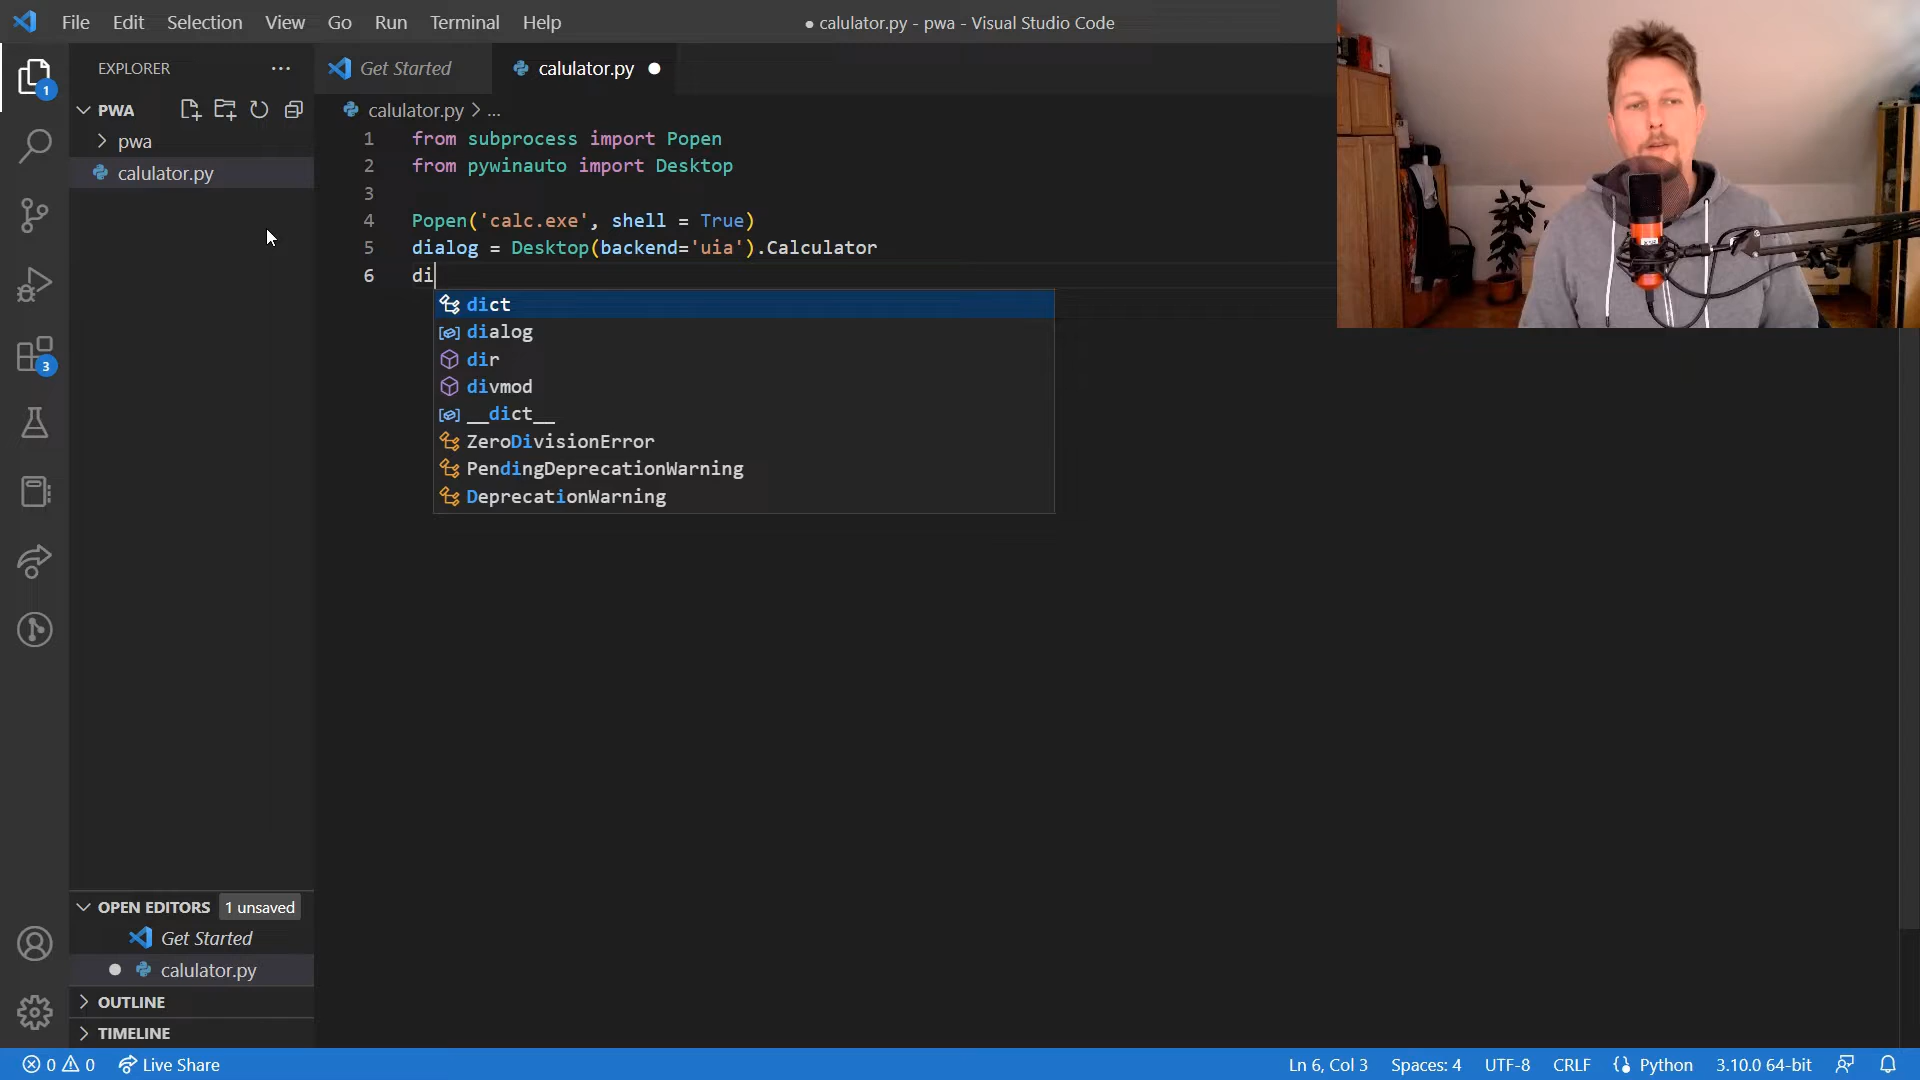 File Edit Selection View Go Run Terminal Help
● calulator.py - pwa - Visual Studio Code
EXPLORER ...
Get Started
calulator.py ●
PWA
calulator.py > ...
pwa
calulator.py
1
3
1 from subprocess import Popen
2 from pywinauto import Desktop
3
4 Popen('calc.exe', shell = True)
5 dialog = Desktop(backend='uia').Calculator
6 di
dict
dialog
dir
divmod
__dict__
ZeroDivisionError
PendingDeprecationWarning
DeprecationWarning
OPEN EDITORS 1 unsaved
Get Started
● calulator.py
OUTLINE
TIMELINE
0 0 Live Share
Ln 6, Col 3 Spaces: 4 UTF-8 CRLF Python 3.10.0 64-bit